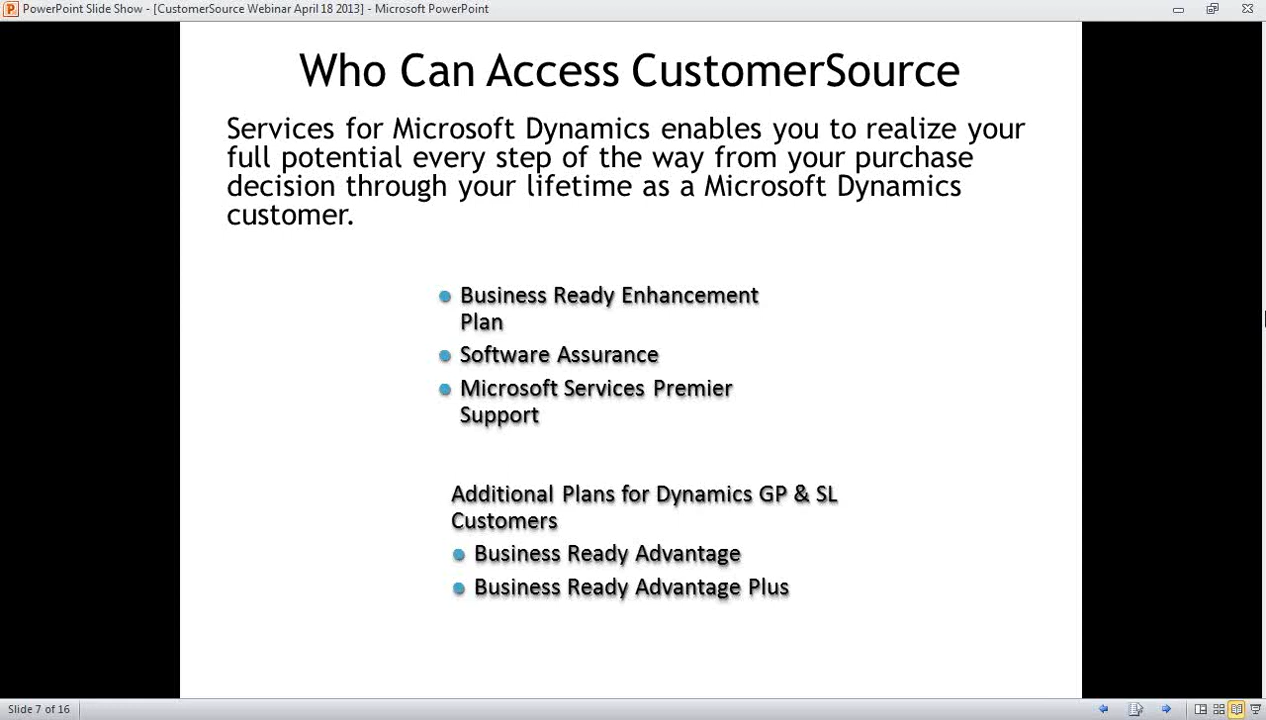 PowerPoint Slide Show - [CustomerSource Webinar April 18 2013] - Microsoft PowerPoint
Who Can Access CustomerSource
Services for Microsoft Dynamics enables you to realize your
full potential every step of the way from your purchase
decision through your lifetime as a Microsoft Dynamics
customer.
Business Ready Enhancement
Plan
Software Assurance
Microsoft Services Premier
Support
Additional Plans for Dynamics GP & SL
Customers
Business Ready Advantage
Business Ready Advantage Plus
Slide 7 of 16